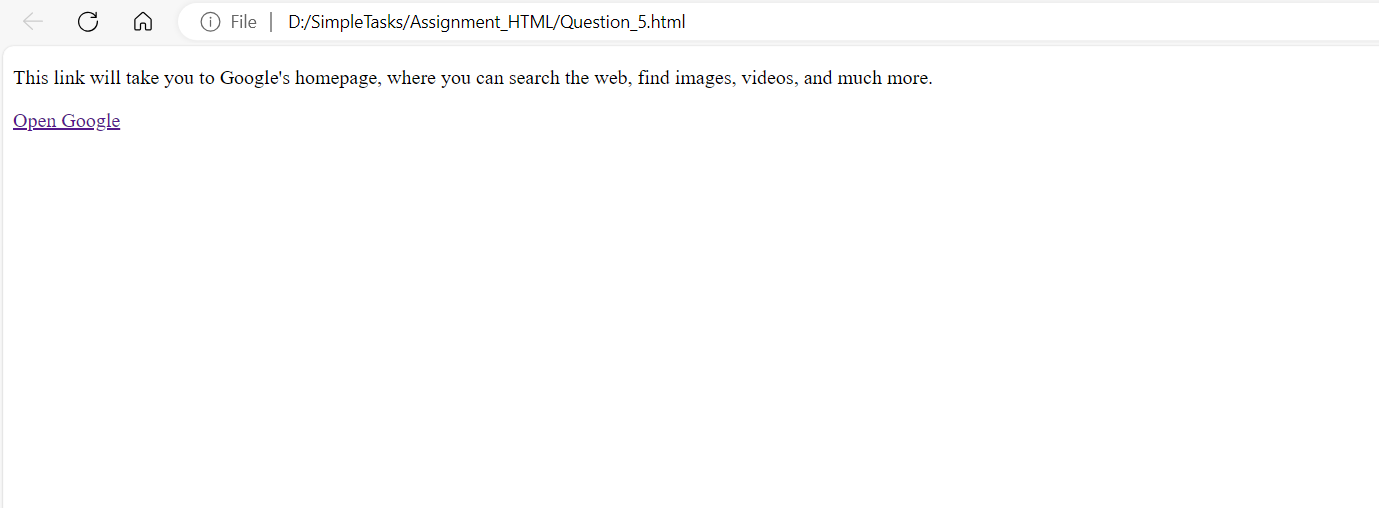 File | D:/SimpleTasks/Assignment_HTML/Question_5.html
This link will take you to Google's homepage, where you can search the web, find images, videos, and much more.
Open Google